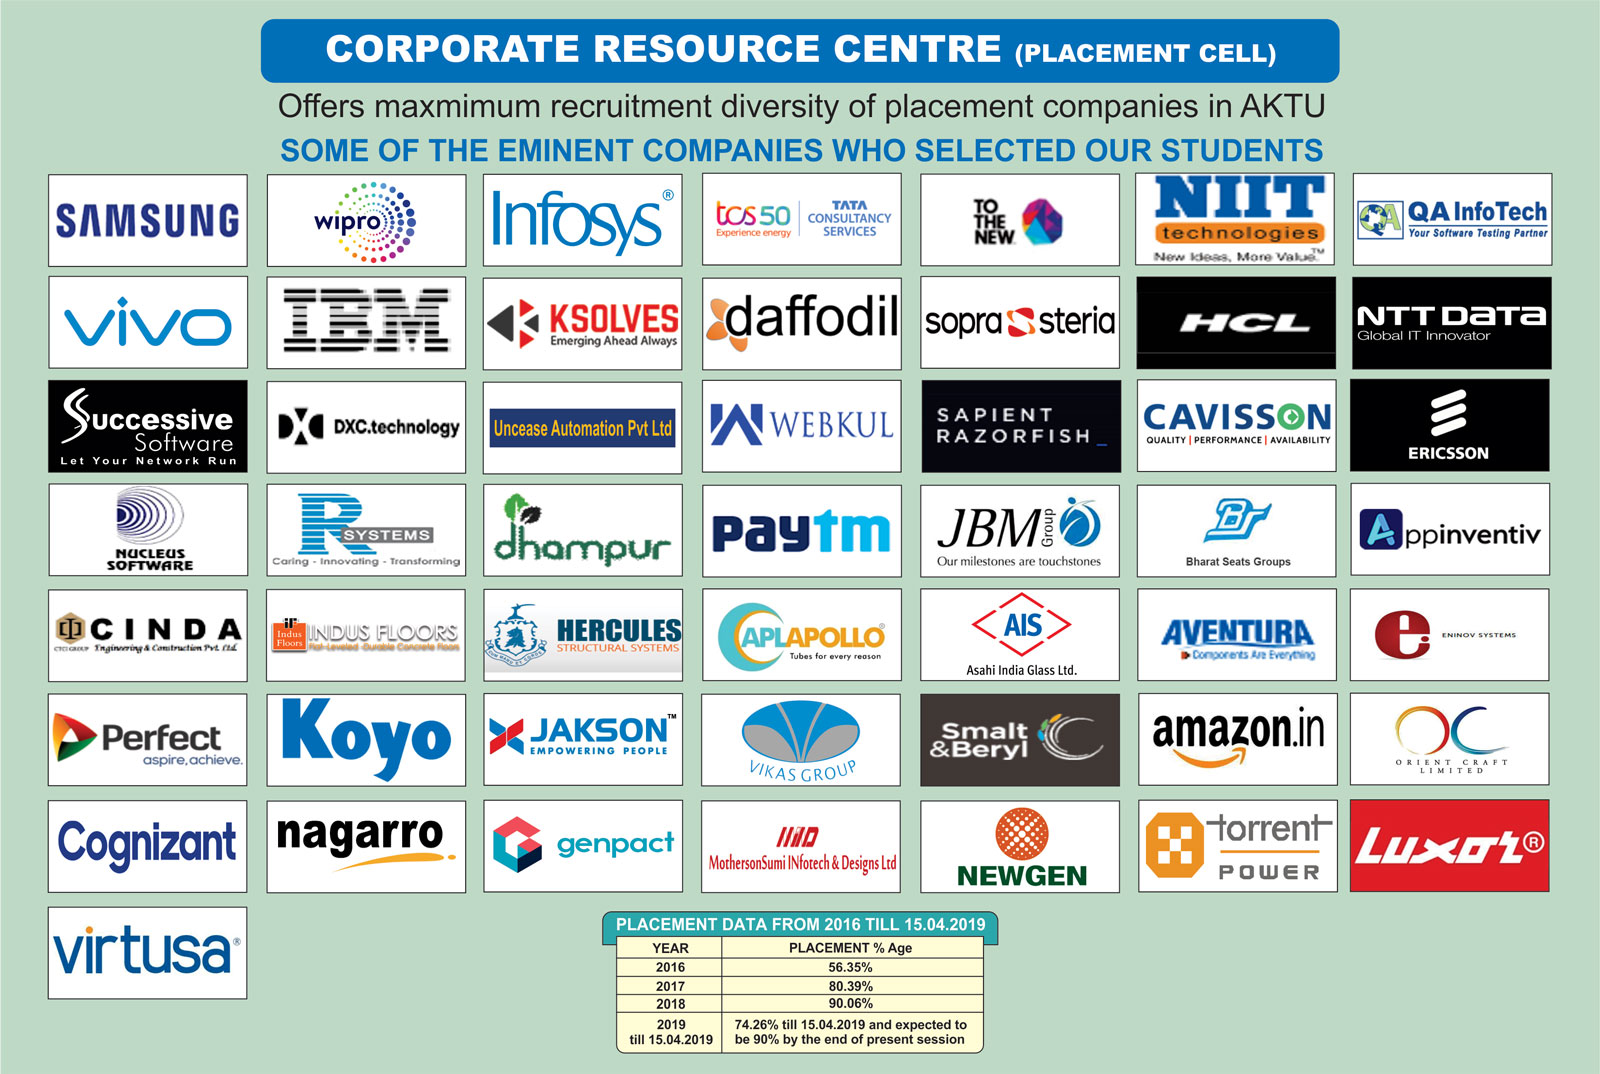 CORPORATE RESOURCE CENTRE (PLACEMENT CELL)
Offers maxmimum recruitment diversity of placement companies in AKTU
SOME OF THE EMINENT COMPANIES WHO SELECTED OUR STUDENTS
SAMSUNG
wipro
Infosys®
tcs 50
Experience energy
TATA
CONSULTANCY
SERVICES
TO
THE
NEW
NIIT
technologies
New Ideas, More Value.™
QA
QA InfoTech
Your Software Testing Partner
vivo
IBM
KSOLVES
Emerging Ahead Always
daffodil
sopra steria
HCL
NTT DATA
Global IT Innovator
Successive
Software
Let Your Network Run
DXC.technology
Uncease Automation Pvt Ltd
WEBKUL
SAPIENT
RAZORFISH_
CAVISSON
QUALITY | PERFORMANCE | AVAILABILITY
ERICSSON
NUCLEUS
SOFTWARE
R SYSTEMS
Caring - Innovating - Transforming
dhampur
paytm
JBM Group
Our milestones are touchstones
Bharat Seats Groups
Appinventiv
CINDA
CTCI GROUP Engineering & Construction Pvt. Ltd.
IF
Indus
Floors
INDUS FLOORS
Flat-Leveled -Durable Concrete Floors
HERCULES
STRUCTURAL SYSTEMS
APL APOLLO®
Tubes for every reason
AIS
Asahi India Glass Ltd.
AVENTURA
Components Are Everything
e
ENINOV SYSTEMS
Perfect
aspire, achieve.
Koyo
JAKSON™
EMPOWERING PEOPLE
VIKAS GROUP
Smalt
&Beryl
amazon.in
OC
ORIENT CRAFT
LIMITED
Cognizant
nagarro
genpact
MothersonSumi INfotech & Designs Ltd
NEWGEN
torrent
POWER
Luxor®
virtusa®
PLACEMENT DATA FROM 2016 TILL 15.04.2019
YEAR PLACEMENT % Age
2016 56.35%
2017 80.39%
2018 90.06%
2019 74.26% till 15.04.2019 and expected to
till 15.04.2019 be 90% by the end of present session